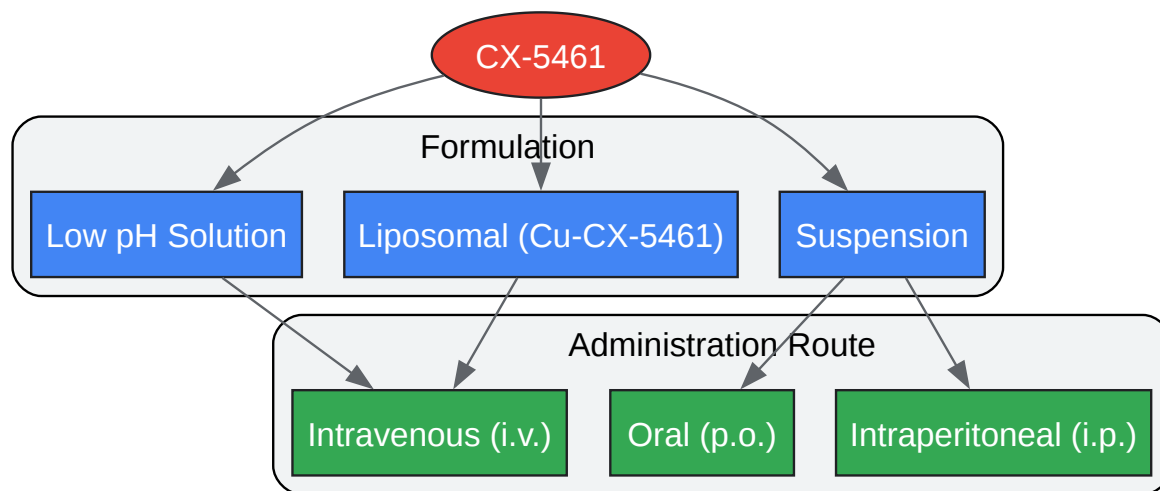 CX-5461
Formulation
Low pH Solution
Liposomal (Cu-CX-5461)
Suspension
Administration Route
Intravenous (i.v.)
Oral (p.o.)
Intraperitoneal (i.p.)